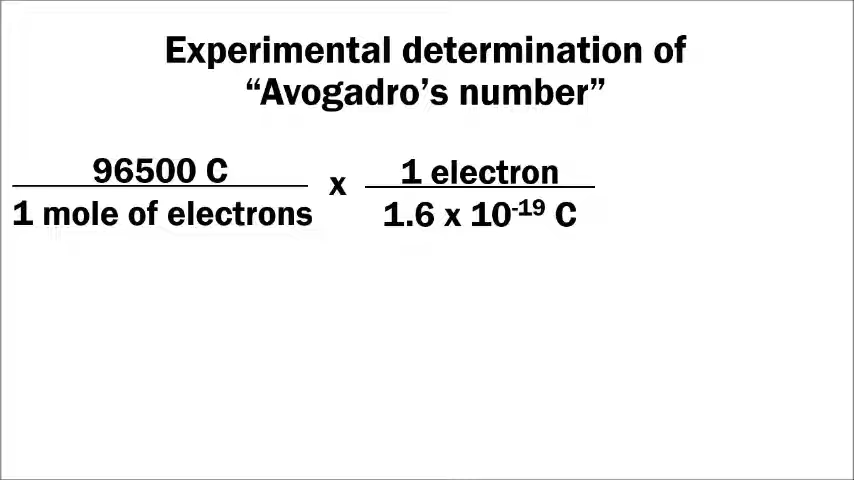 Experimental determination of
“Avogadro’s number”
96500 C
1 mole of electrons
x
1 electron
1.6 x 10⁻¹⁹ C